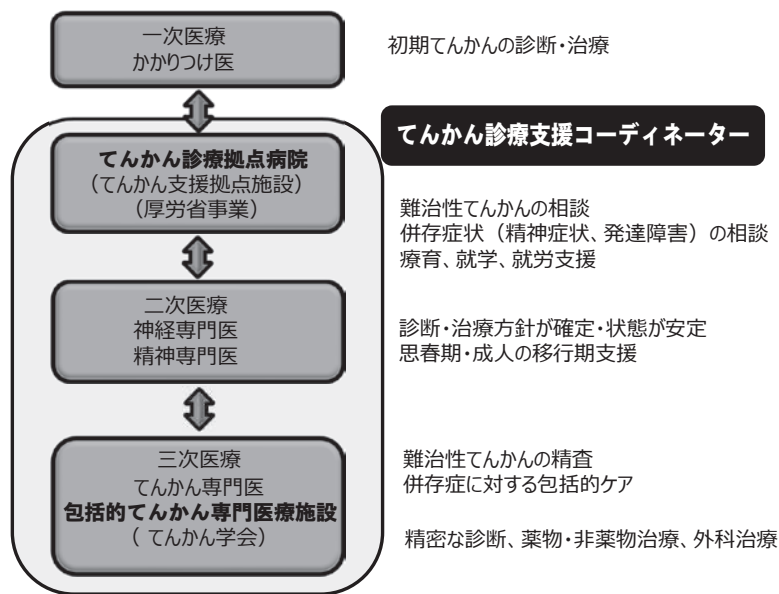 一次医療
かかりつけ医
初期てんかんの診断・治療
てんかん診療支援コーディネーター
てんかん診療拠点病院
（てんかん支援拠点施設）
（厚労省事業）
難治性てんかんの相談
併存症状（精神症状、発達障害）の相談
療育、就学、就労支援
二次医療
神経専門医
精神専門医
診断・治療方針が確定・状態が安定
思春期・成人の移行期支援
三次医療
てんかん専門医
包括的てんかん専門医療施設
（ てんかん学会）
難治性てんかんの精査
併存症に対する包括的ケア
精密な診断、薬物・非薬物治療、外科治療